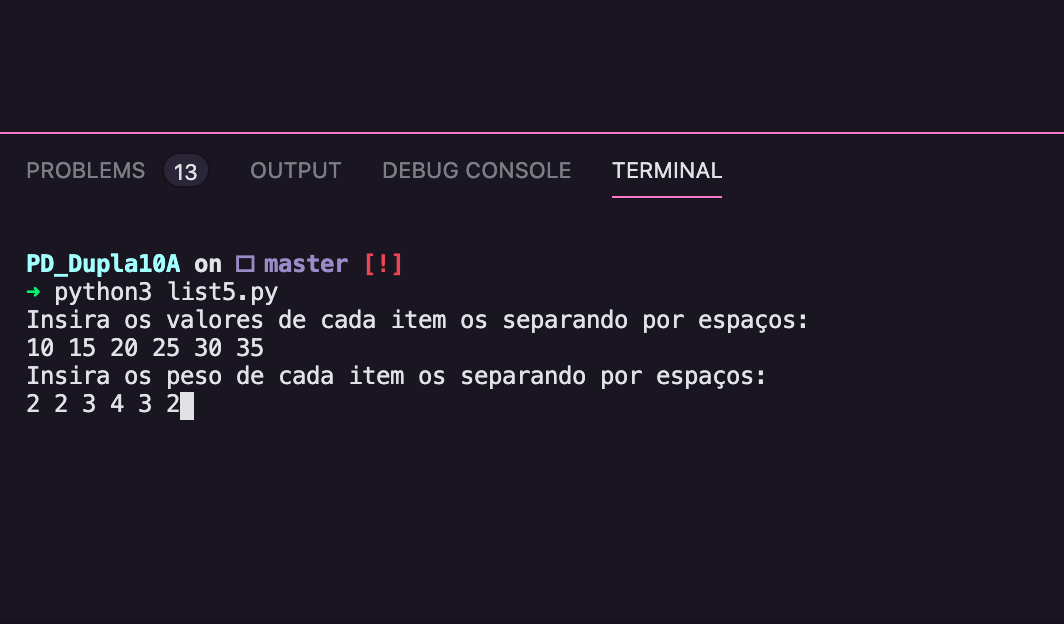 PROBLEMS 13 OUTPUT DEBUG CONSOLE TERMINAL
PD_Dupla10A on master [!]
➜ python3 list5.py
Insira os valores de cada item os separando por espaços:
10 15 20 25 30 35
Insira os peso de cada item os separando por espaços:
2 2 3 4 3 2